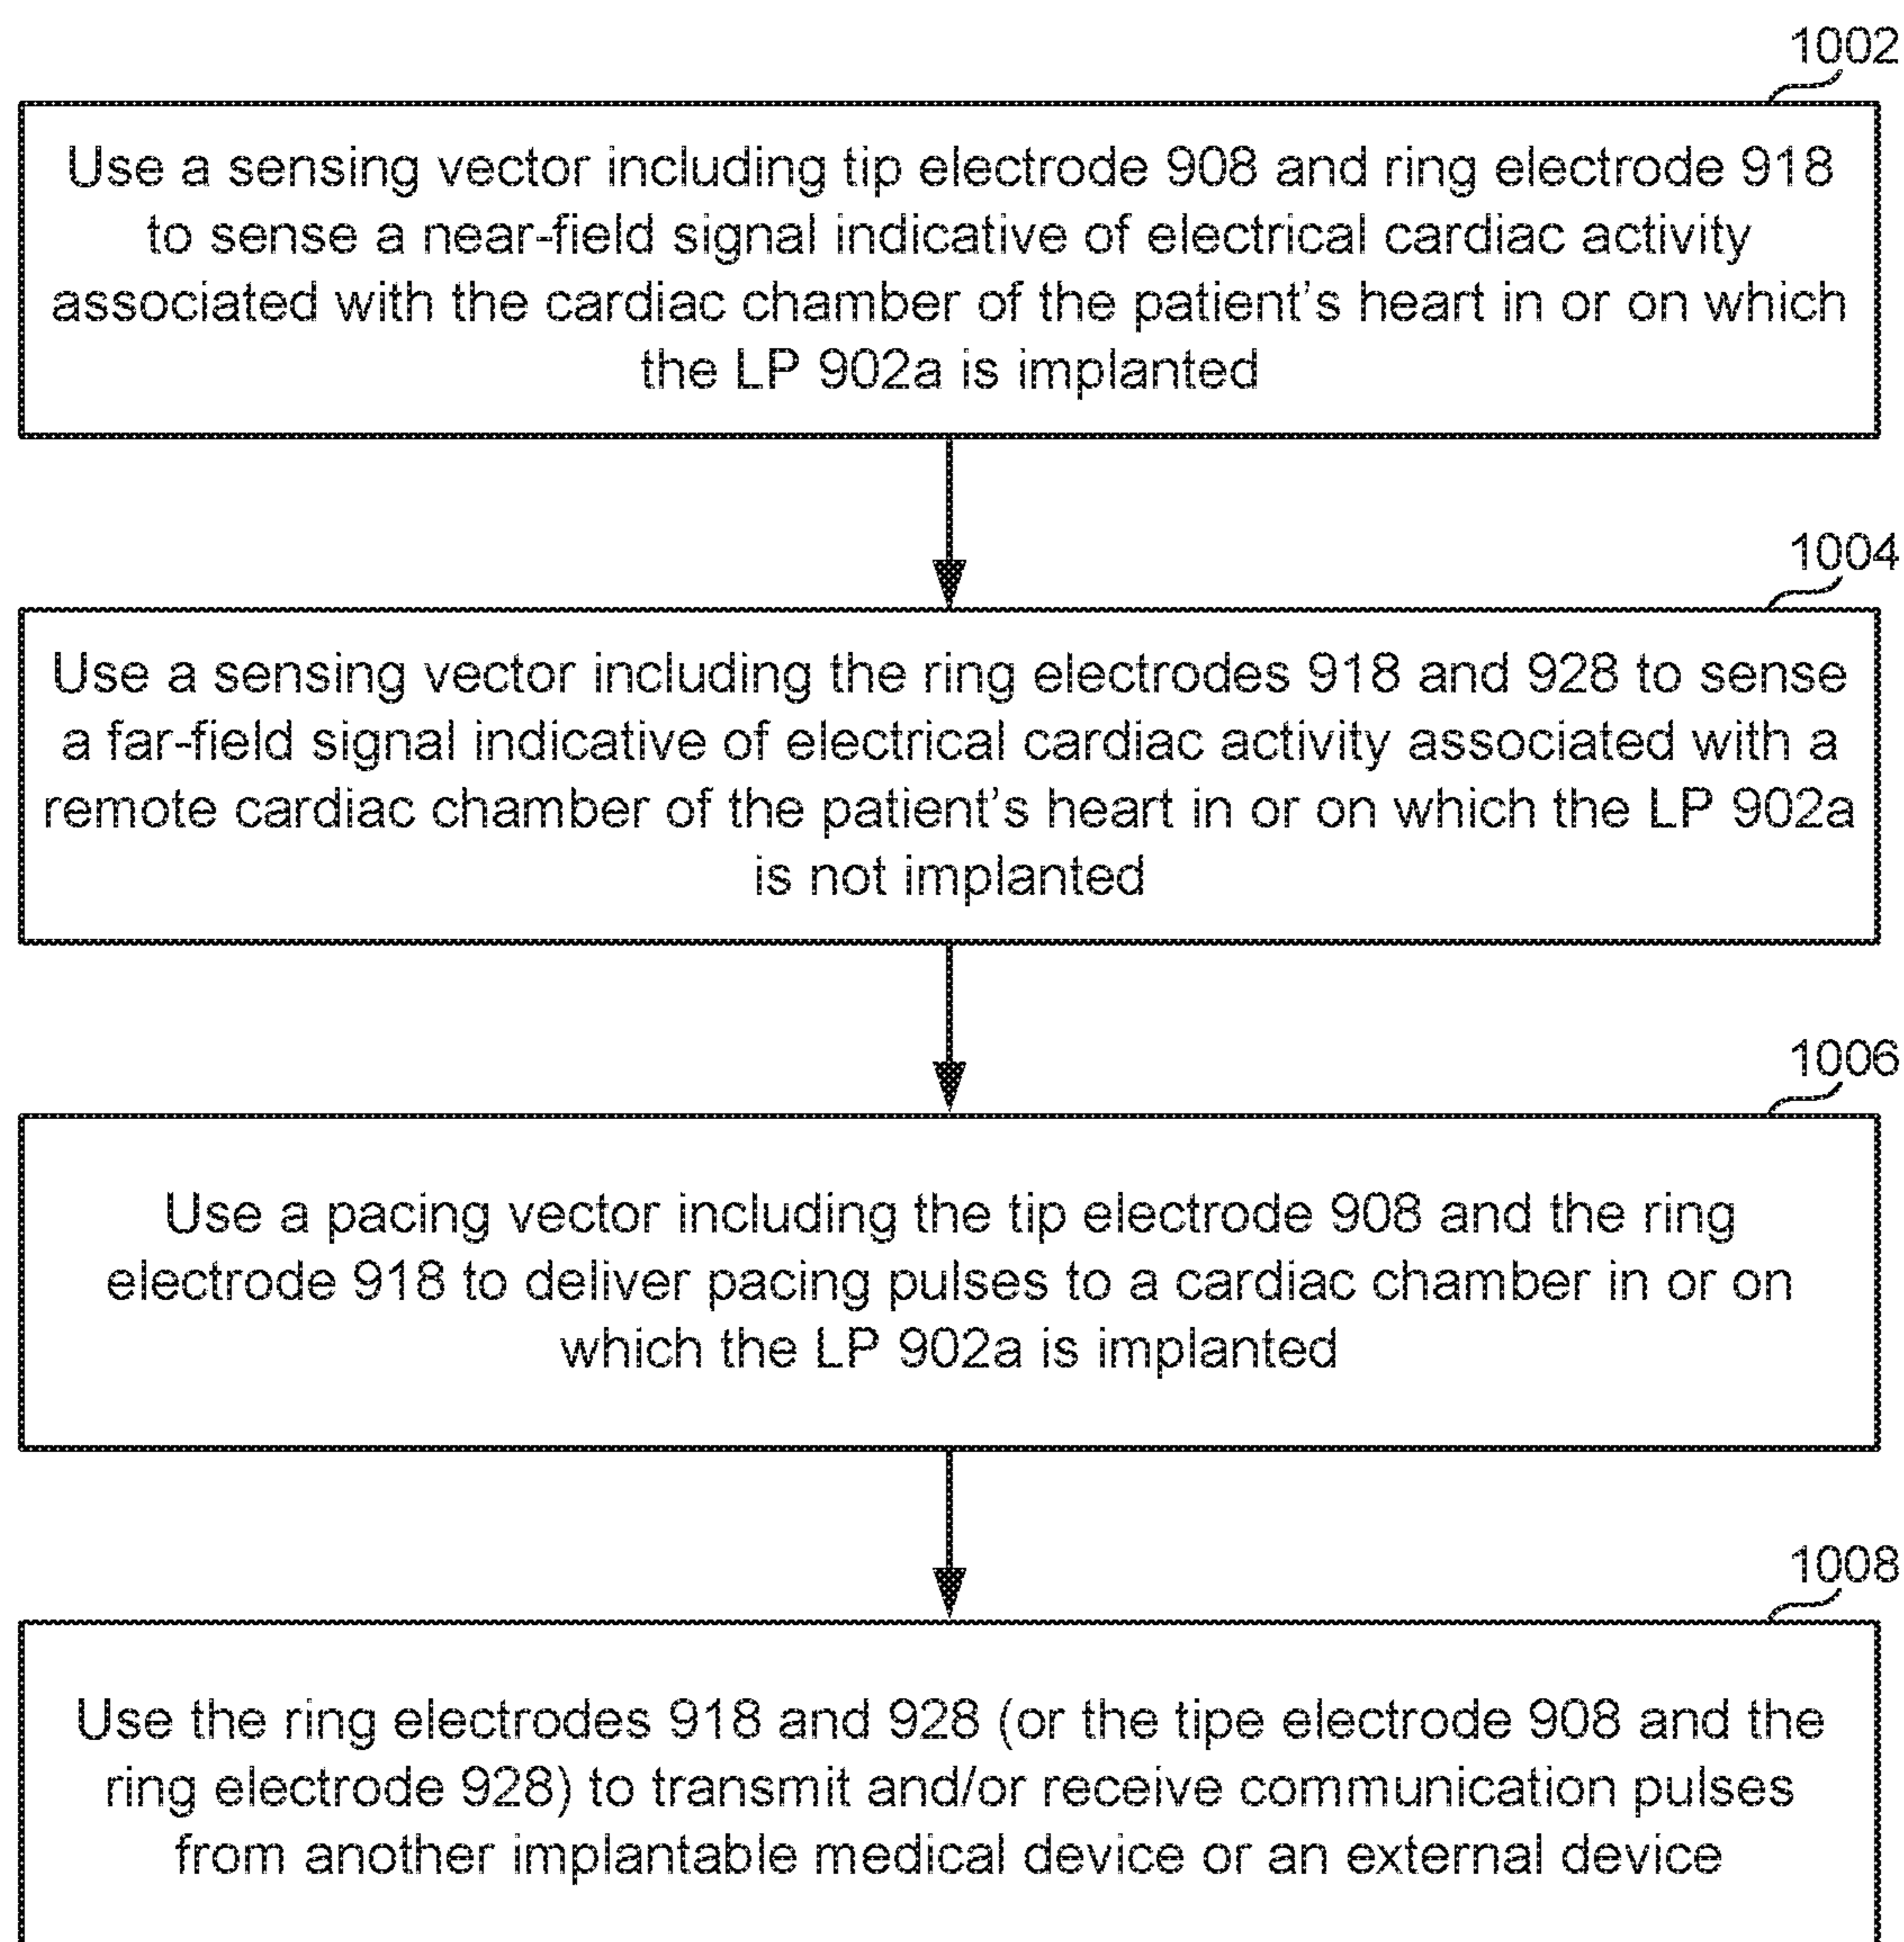 1002
Use a sensing vector including tip electrode 908 and ring electrode 918
to sense a near-field signal indicative of electrical cardiac activity
associated with the cardiac chamber of the patient's heart in or on which
the LP 902a is implanted
1004
Use a sensing vector including the ring electrodes 918 and 928 to sense
a far-field signal indicative of electrical cardiac activity associated with a
remote cardiac chamber of the patient's heart in or on which the LP 902a
is not implanted
1006
Use a pacing vector including the tip electrode 908 and the ring
electrode 918 to deliver pacing pulses to a cardiac chamber in or on
which the LP 902a is implanted
1008
Use the ring electrodes 918 and 928 (or the tipe electrode 908 and the
ring electrode 928) to transmit and/or receive communication pulses
from another implantable medical device or an external device